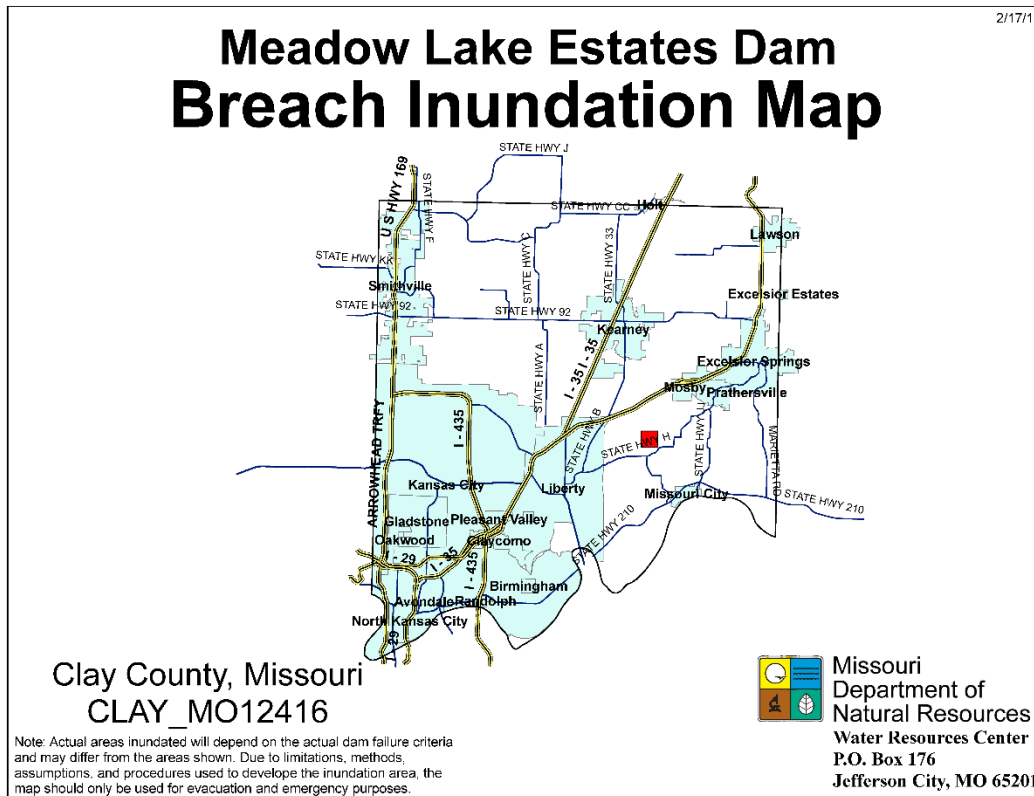 2/17/1
Meadow Lake Estates Dam
Breach Inundation Map
STATE HWY J
U S HWY 169
STATE HWY F
STATE HWY CC
Holt
STATE HWY C
STATE HWY 33
Lawson
STATE HWY KK
Smithville
Excelsior Estates
STATE HWY 92
STATE HWY 92
Kearney
STATE HWY A
I - 35
I - 35
Excelsior Springs
Mosby
Prathersville
STATE HWY B
STATE HWY H
MARIETTA RD
ARROWHEAD TRFY
I - 435
Kansas City
Liberty
Missouri City
STATE HWY 210
Gladstone
Pleasant Valley
Oakwood
Claycomo
STATE HWY 210
I - 29
I - 35
I - 435
Birmingham
Avondale
Randolph
North Kansas City
29
Clay County, Missouri
CLAY_MO12416
Note: Actual areas inundated will depend on the actual dam failure criteria
and may differ from the areas shown. Due to limitations, methods,
assumptions, and procedures used to develop the inundation area, the
map should only be used for evacuation and emergency purposes.
Missouri
Department of
Natural Resources
Water Resources Center
P.O. Box 176
Jefferson City, MO 65201